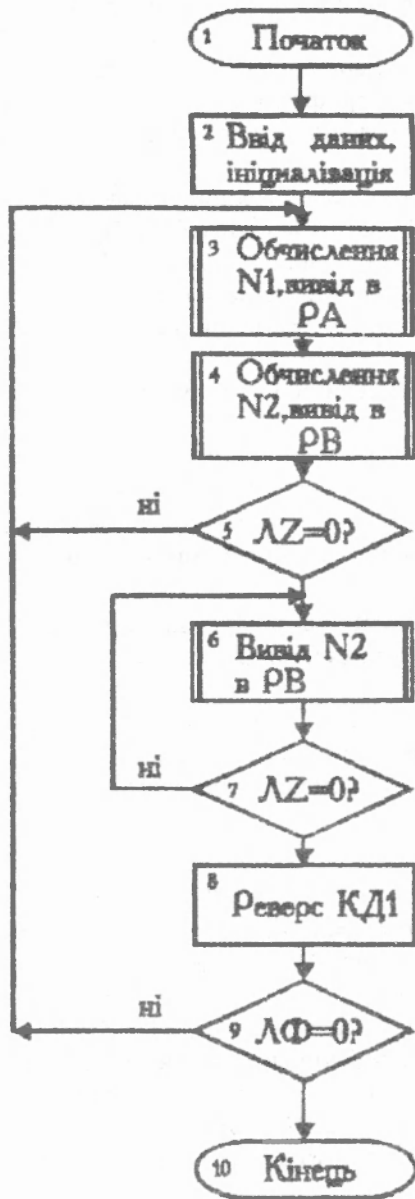 1 Початок
2 Ввід даних,
ініціалізація
3 Обчислення
N1,вивід в
РА
4 Обчислення
N2,вивід в
РВ
ні
5 ΛZ=0?
6 Вивід N2
в РВ
ні
7 ΛZ=0?
8
Реверс КД1
ні
9 ΛФ=0?
10 Кінець